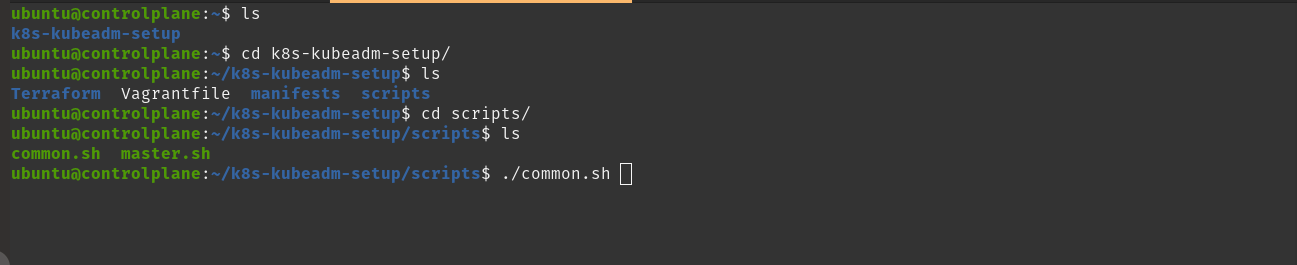 ubuntu@controlplane:~$ ls
k8s-kubeadm-setup
ubuntu@controlplane:~$ cd k8s-kubeadm-setup/
ubuntu@controlplane:~/k8s-kubeadm-setup$ ls
Terraform  Vagrantfile  manifests  scripts
ubuntu@controlplane:~/k8s-kubeadm-setup$ cd scripts/
ubuntu@controlplane:~/k8s-kubeadm-setup/scripts$ ls
common.sh  master.sh
ubuntu@controlplane:~/k8s-kubeadm-setup/scripts$ ./common.sh